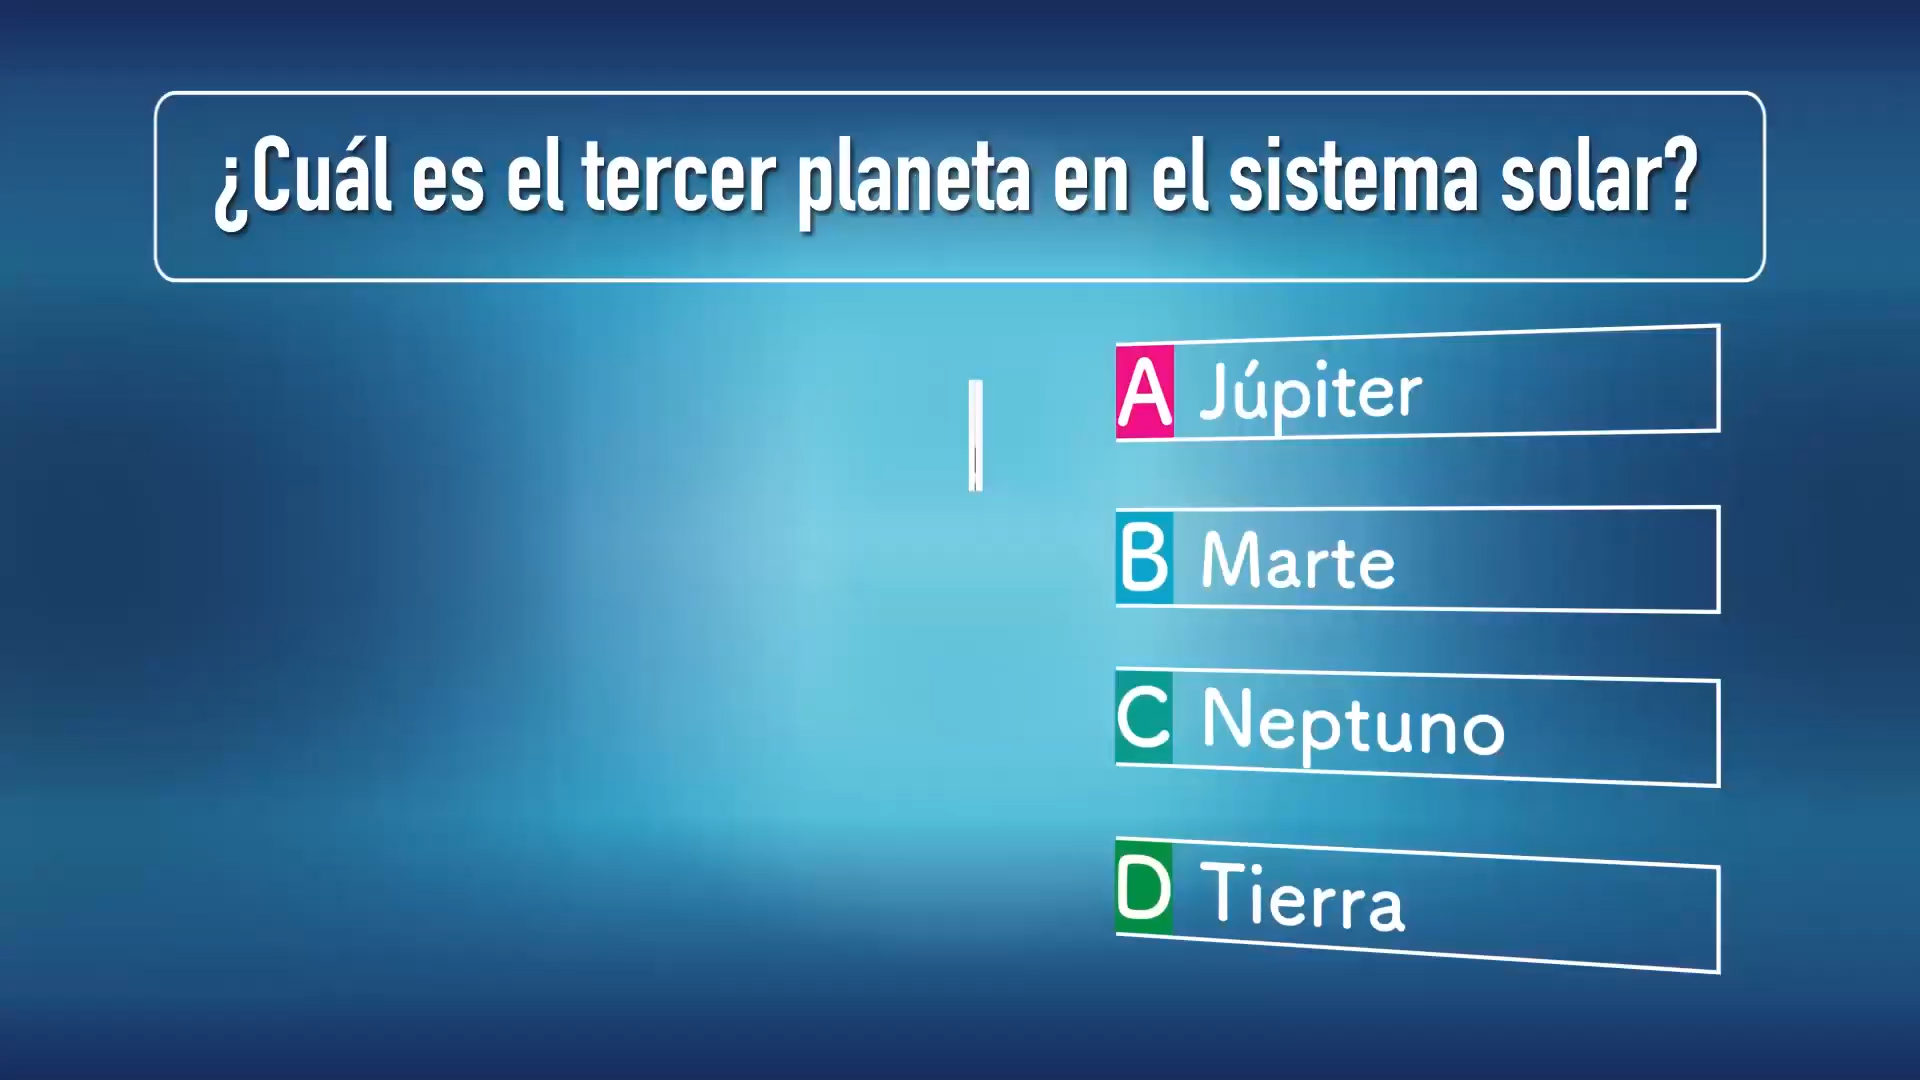 ¿Cuál es el tercer planeta en el sistema solar?
A Júpiter
B Marte
C Neptuno
D Tierra